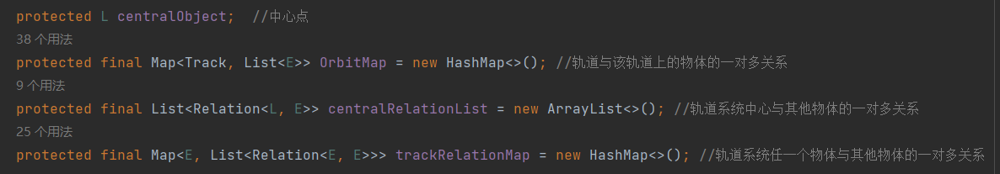 protected L centralObject;  //中心点
38 个用法
protected final Map<Track, List<E>> OrbitMap = new HashMap<>(); //轨道与该轨道上的物体的一对多关系
9 个用法
protected final List<Relation<L, E>> centralRelationList = new ArrayList<>(); //轨道系统中心与其他物体的一对多关系
25 个用法
protected final Map<E, List<Relation<E, E>>> trackRelationMap = new HashMap<>(); //轨道系统任一个物体与其他物体的一对多关系